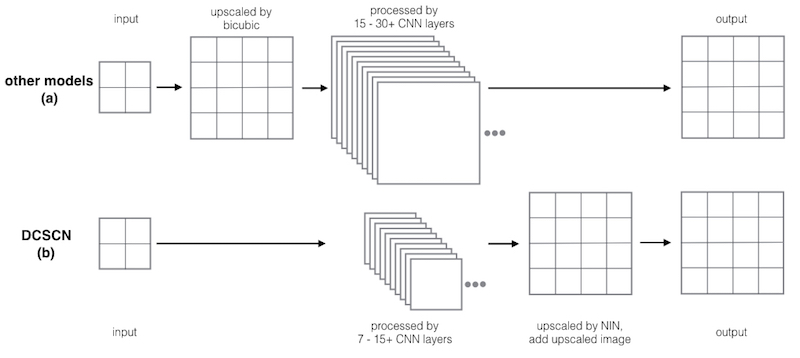 input
upscaled by
bicubic
processed by
15 - 30+ CNN layers
output
other models
(a)
DCSCN
(b)
input
processed by
7 - 15+ CNN layers
upscaled by NIN,
add upscaled image
output